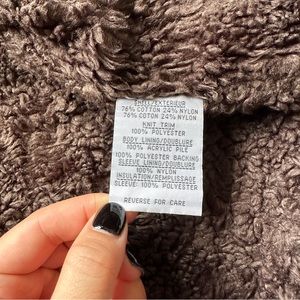 SHELL/EXTERIEUR
76% COTTON 24% NYLON
76% COTON 24% NYLON
KNIT TRIM
100% POLYESTER
BODY LINING/DOUBLURE
100% ACRYLIC PILE
100% POLYESTER BACKING
SLEEVE LINING/DOUBLURE
100% NYLON
INSULATION/REMPLISSAGE
SLEEVE: 100% POLYESTER
REVERSE FOR CARE